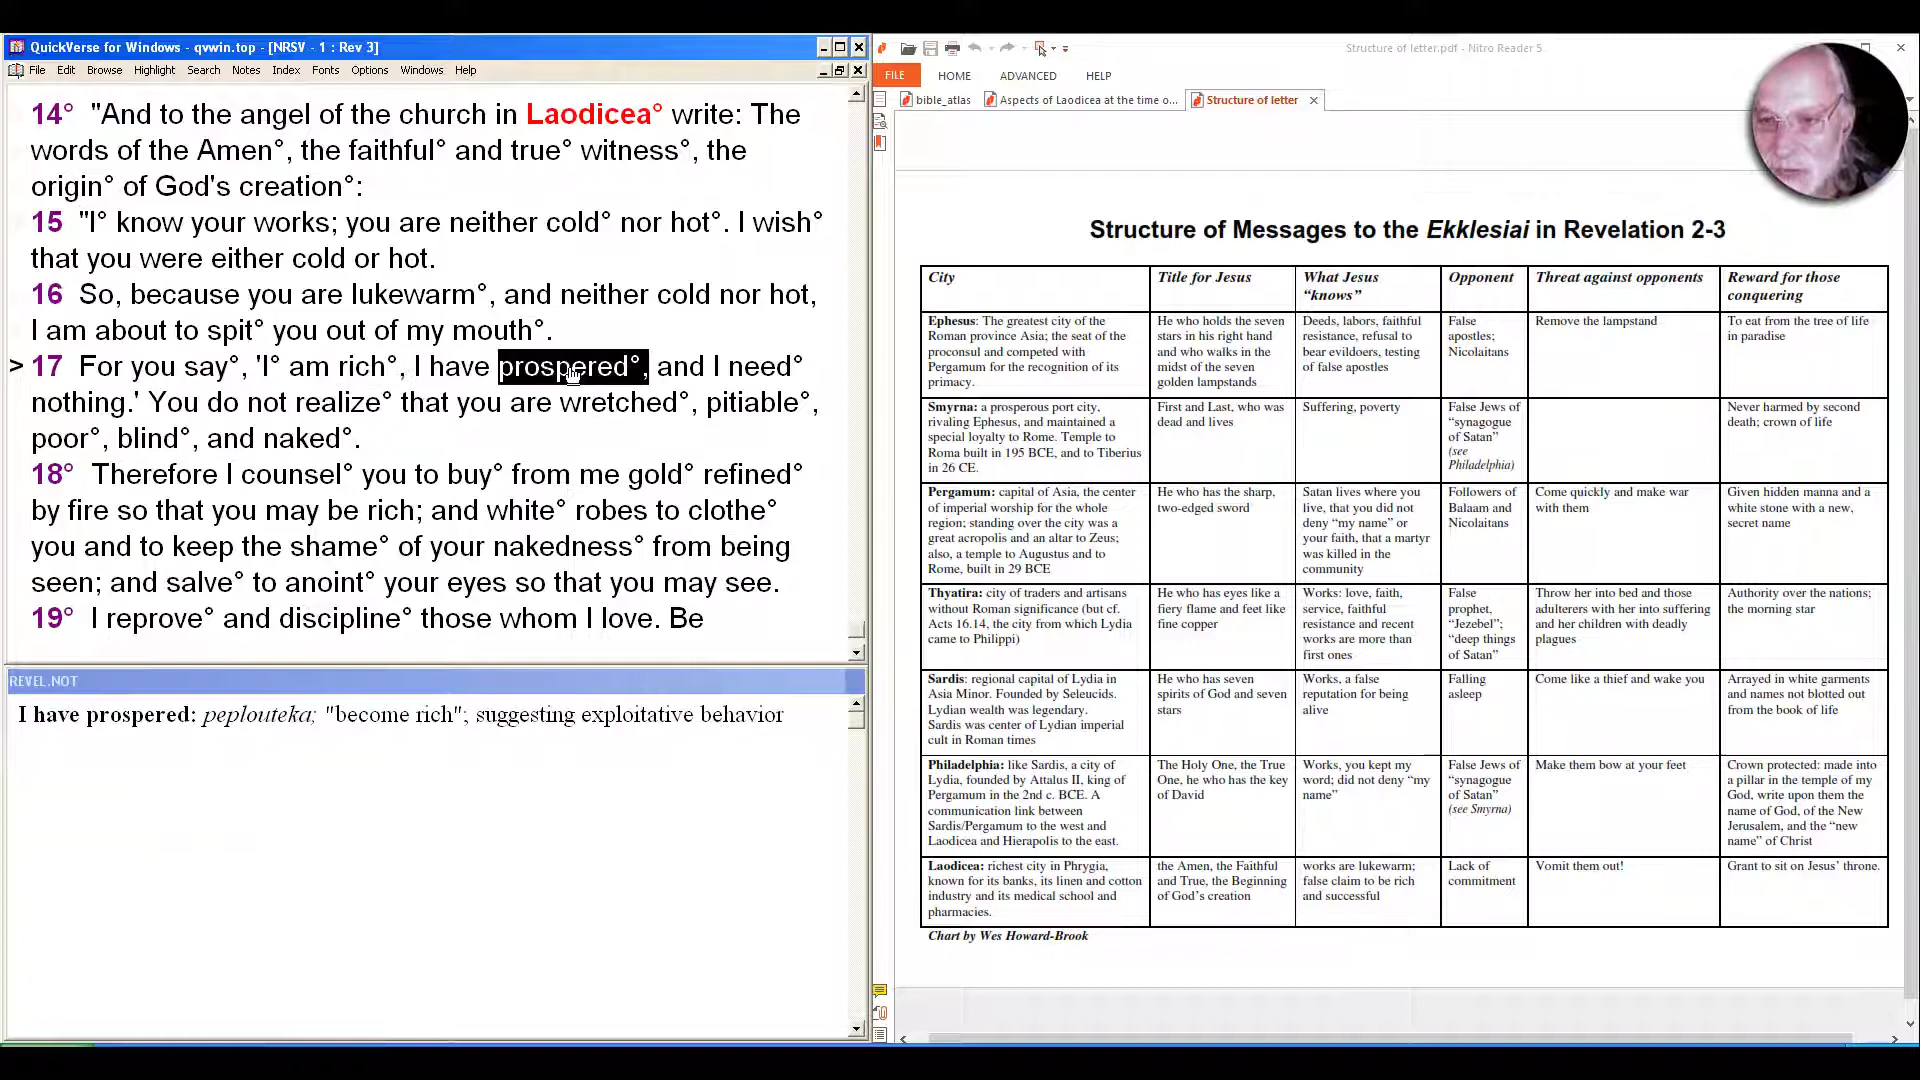 QuickVerse for Windows - qvwin.top - [NRSV - 1 : Rev 3]
File Edit Browse Highlight Search Notes Index Fonts Options Windows Help
14° "And to the angel of the church in Laodicea° write: The
words of the Amen°, the faithful° and true° witness°, the
origin° of God's creation°:
15 "I° know your works; you are neither cold° nor hot°. I wish°
that you were either cold or hot.
16 So, because you are lukewarm°, and neither cold nor hot,
I am about to spit° you out of my mouth°.
> 17 For you say°, 'I° am rich°, I have prospered°, and I need°
nothing.' You do not realize° that you are wretched°, pitiable°,
poor°, blind°, and naked°.
18° Therefore I counsel° you to buy° from me gold° refined°
by fire so that you may be rich; and white° robes to clothe°
you and to keep the shame° of your nakedness° from being
seen; and salve° to anoint° your eyes so that you may see.
19° I reprove° and discipline° those whom I love. Be
REVEL.NOT
I have prospered: peplouteka; "become rich"; suggesting exploitative behavior
Structure of letter.pdf - Nitro Reader 5
FILE HOME ADVANCED HELP
bible_atlas Aspects of Laodicea at the time o... Structure of letter
Structure of Messages to the Ekklesiai in Revelation 2-3
City
Title for Jesus
What Jesus
“knows”
Opponent
Threat against opponents
Reward for those
conquering
Ephesus: The greatest city of the
Roman province Asia; the seat of the
proconsul and competed with
Pergamum for the recognition of its
primacy.
He who holds the seven
stars in his right hand
and who walks in the
midst of the seven
golden lampstands
Deeds, labors, faithful
resistance, refusal to
bear evildoers, testing
of false apostles
False
apostles;
Nicolaitans
Remove the lampstand
To eat from the tree of life
in paradise
Smyrna: a prosperous port city,
rivaling Ephesus, and maintained a
special loyalty to Rome. Temple to
Roma built in 195 BCE, and to Tiberius
in 26 CE.
First and Last, who was
dead and lives
Suffering, poverty
False Jews of
“synagogue
of Satan”
(see
Philadelphia)
Never harmed by second
death; crown of life
Pergamum: capital of Asia, the center
of imperial worship for the whole
region; standing over the city was a
great acropolis and an altar to Zeus;
also, a temple to Augustus and to
Rome, built in 29 BCE
He who has the sharp,
two-edged sword
Satan lives where you
live, that you did not
deny “my name” or
your faith, that a martyr
was killed in the
community
Followers of
Balaam and
Nicolaitans
Come quickly and make war
with them
Given hidden manna and a
white stone with a new,
secret name
Thyatira: city of traders and artisans
without Roman significance (but cf.
Acts 16.14, the city from which Lydia
came to Philippi)
He who has eyes like a
fiery flame and feet like
fine copper
Works: love, faith,
service, faithful
resistance and recent
works are more than
first ones
False
prophet,
“Jezebel”;
“deep things
of Satan”
Throw her into bed and those
adulterers with her into suffering
and her children with deadly
plagues
Authority over the nations;
the morning star
Sardis: regional capital of Lydia in
Asia Minor. Founded by Seleucids.
Lydian wealth was legendary.
Sardis was center of Lydian imperial
cult in Roman times
He who has seven
spirits of God and seven
stars
Works, a false
reputation for being
alive
Falling
asleep
Come like a thief and wake you
Arrayed in white garments
and names not blotted out
from the book of life
Philadelphia: like Sardis, a city of
Lydia, founded by Attalus II, king of
Pergamum in the 2nd c. BCE. A
communication link between
Sardis/Pergamum to the west and
Laodicea and Hierapolis to the east.
The Holy One, the True
One, he who has the key
of David
Works, you kept my
word; did not deny “my
name”
False Jews of
“synagogue
of Satan”
(see Smyrna)
Make them bow at your feet
Crown protected: made into
a pillar in the temple of my
God, write upon them the
name of God, of the New
Jerusalem, and the “new
name” of Christ
Laodicea: richest city in Phrygia,
known for its banks, its linen and cotton
industry and its medical school and
pharmacies.
the Amen, the Faithful
and True, the Beginning
of God’s creation
works are lukewarm;
false claim to be rich
and successful
Lack of
commitment
Vomit them out!
Grant to sit on Jesus’ throne.
Chart by Wes Howard-Brook